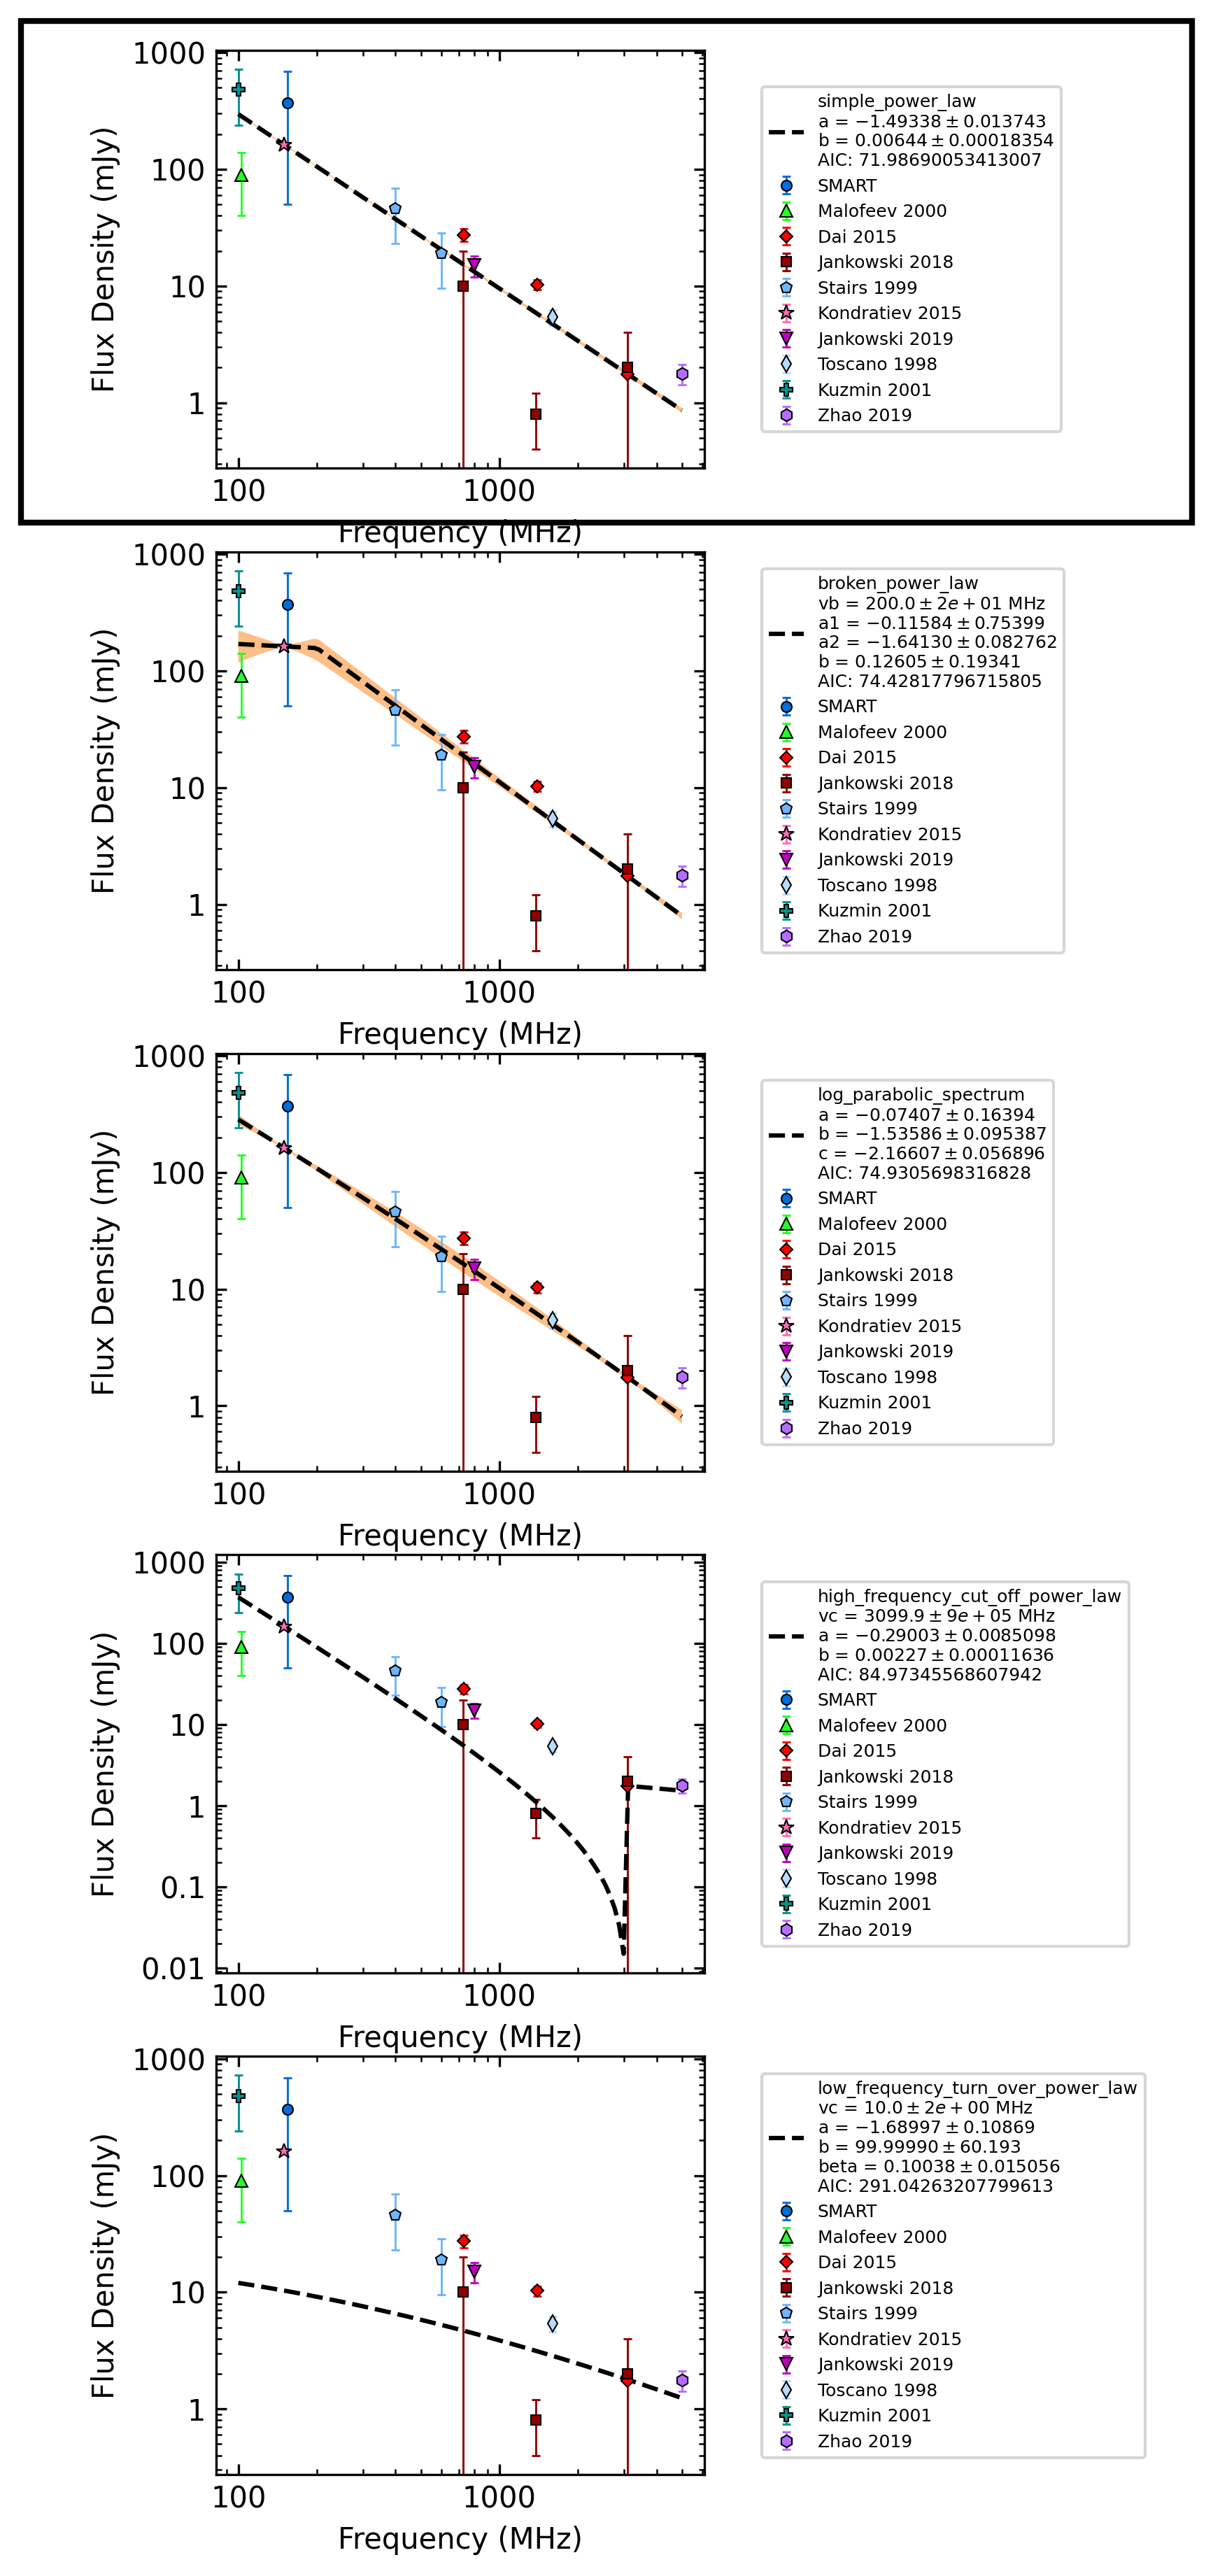 1000
100
10
1
Flux Density (mJy)
100
1000
Frequency (MHz)
simple_power_law
a = −1.49338 ± 0.013743
b = 0.00644 ± 0.00018354
AIC: 71.98690053413007
SMART
Malofeev 2000
Dai 2015
Jankowski 2018
Stairs 1999
Kondratiev 2015
Jankowski 2019
Toscano 1998
Kuzmin 2001
Zhao 2019
1000
100
10
1
Flux Density (mJy)
100
1000
Frequency (MHz)
broken_power_law
vb = 200.0 ± 2e + 01 MHz
a1 = −0.11584 ± 0.75399
a2 = −1.64130 ± 0.082762
b = 0.12605 ± 0.19341
AIC: 74.42817796715805
SMART
Malofeev 2000
Dai 2015
Jankowski 2018
Stairs 1999
Kondratiev 2015
Jankowski 2019
Toscano 1998
Kuzmin 2001
Zhao 2019
1000
100
10
1
Flux Density (mJy)
100
1000
Frequency (MHz)
log_parabolic_spectrum
a = −0.07407 ± 0.16394
b = −1.53586 ± 0.095387
c = −2.16607 ± 0.056896
AIC: 74.9305698316828
SMART
Malofeev 2000
Dai 2015
Jankowski 2018
Stairs 1999
Kondratiev 2015
Jankowski 2019
Toscano 1998
Kuzmin 2001
Zhao 2019
1000
100
10
1
0.1
0.01
Flux Density (mJy)
100
1000
Frequency (MHz)
high_frequency_cut_off_power_law
vc = 3099.9 ± 9e + 05 MHz
a = −0.29003 ± 0.0085098
b = 0.00227 ± 0.00011636
AIC: 84.97345568607942
SMART
Malofeev 2000
Dai 2015
Jankowski 2018
Stairs 1999
Kondratiev 2015
Jankowski 2019
Toscano 1998
Kuzmin 2001
Zhao 2019
1000
100
10
1
Flux Density (mJy)
100
1000
Frequency (MHz)
low_frequency_turn_over_power_law
vc = 10.0 ± 2e + 00 MHz
a = −1.68997 ± 0.10869
b = 99.99990 ± 60.193
beta = 0.10038 ± 0.015056
AIC: 291.04263207799613
SMART
Malofeev 2000
Dai 2015
Jankowski 2018
Stairs 1999
Kondratiev 2015
Jankowski 2019
Toscano 1998
Kuzmin 2001
Zhao 2019